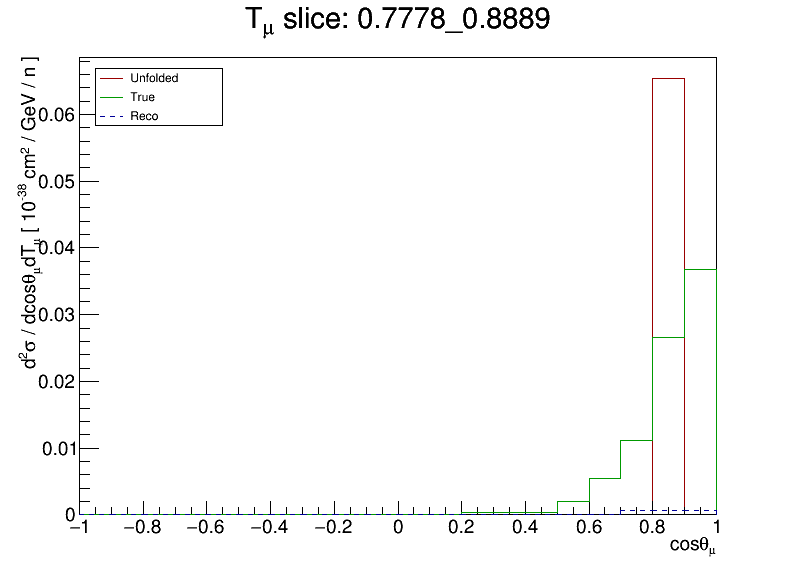 Tμ slice: 0.7778_0.8889
d²σ / dcosθμdTμ [ 10⁻³⁸ cm² / GeV / n ]
Unfolded
True
Reco
0.06
0.05
0.04
0.03
0.02
0.01
0
−1 −0.8 −0.6 −0.4 −0.2 0 0.2 0.4 0.6 0.8 1
cosθμ